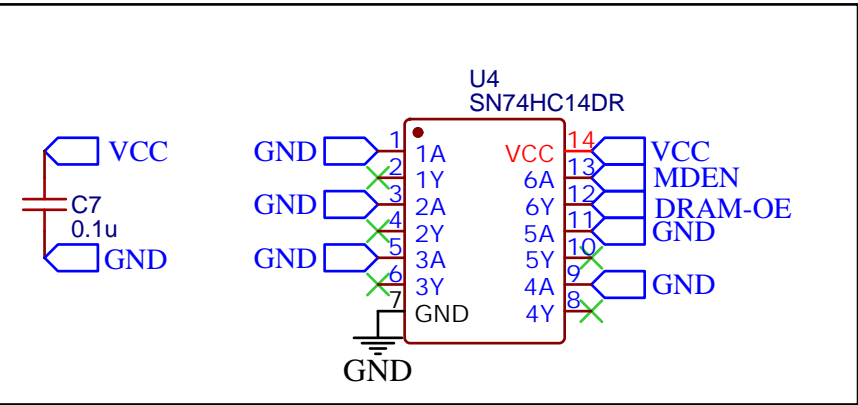 U4
SN74HC14DR
VCC
C7
0.1u
GND
GND 1 1A
2 1Y
GND 3 2A
4 2Y
GND 5 3A
6 3Y
7 GND
GND
VCC 14 VCC
6A 13 MDEN
6Y 12 DRAM-OE
5A 11 GND
5Y 10
4A 9 GND
4Y 8